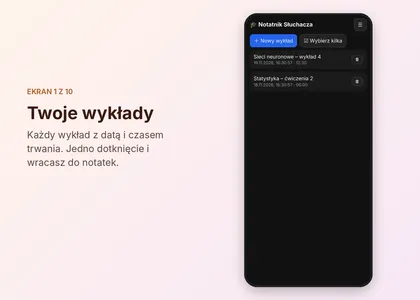 EKRAN 1 Z 10
Twoje wykłady
Każdy wykład z datą i czasem
trwania. Jedno dotknięcie i
wracasz do notatek.
Notatnik Słuchacza
+ Nowy wykład
Wybierz kilka
Sieci neuronowe – wykład 4
Statystyka – ćwiczenia 2